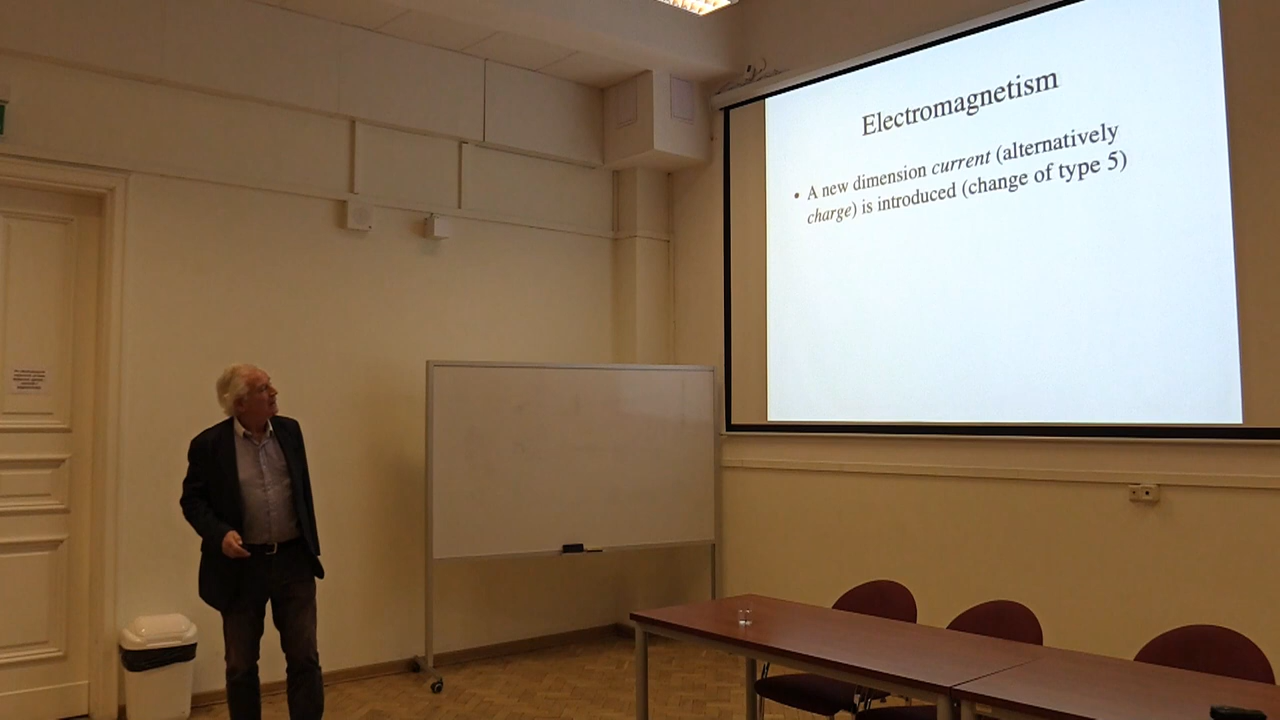 Electromagnetism
• A new dimension current (alternatively
charge) is introduced (change of type 5)